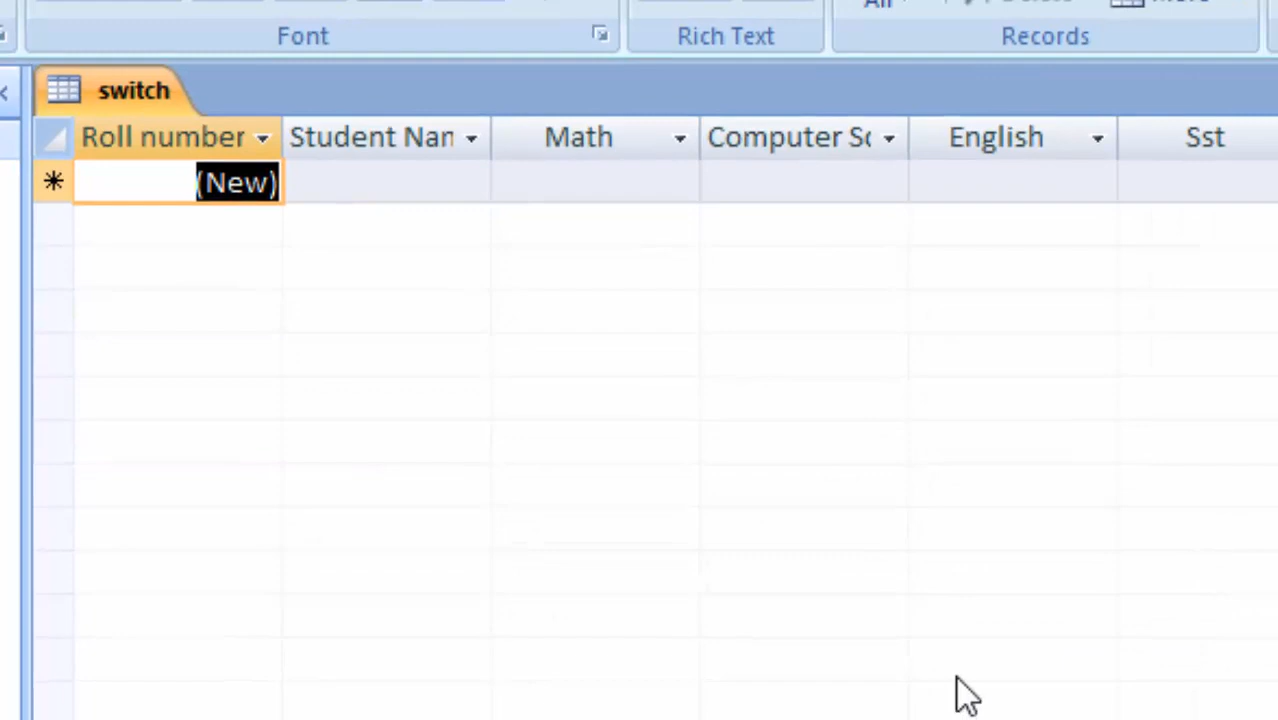 Font
Rich Text
Records
switch
Roll number Student Nan Math Computer Sc English Sst
(New)